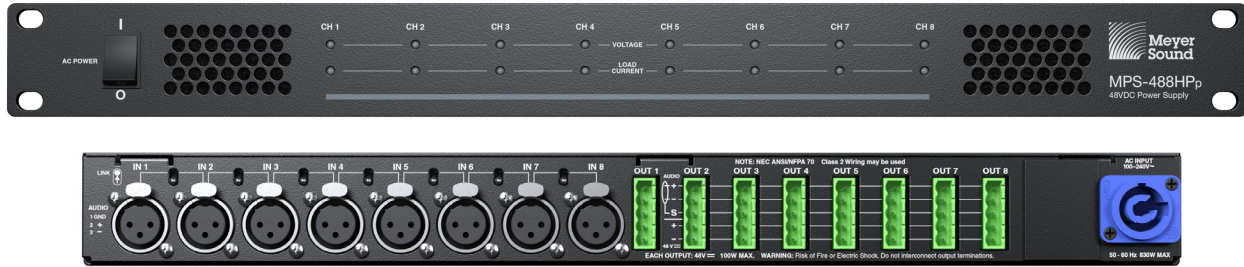 I
AC POWER
O
CH 1 CH 2 CH 3 CH 4 CH 5 CH 6 CH 7 CH 8
VOLTAGE
LOAD
CURRENT
Meyer
Sound
MPS-488HPp
48VDC Power Supply
LINK
IN 1 IN 2 IN 3 IN 4 IN 5 IN 6 IN 7 IN 8
AUDIO
1 GND
2 +
3 −
NOTE: NEC ANSI/NFPA 70 Class 2 Wiring may be used
OUT 1 OUT 2 OUT 3 OUT 4 OUT 5 OUT 6 OUT 7 OUT 8
AUDIO
+
−
S
+
−
48 V
EACH OUTPUT: 48V 100W MAX. WARNING: Risk of Fire or Electric Shock. Do not interconnect output terminations.
AC INPUT
100-240V~
50 - 60 Hz 830W MAX